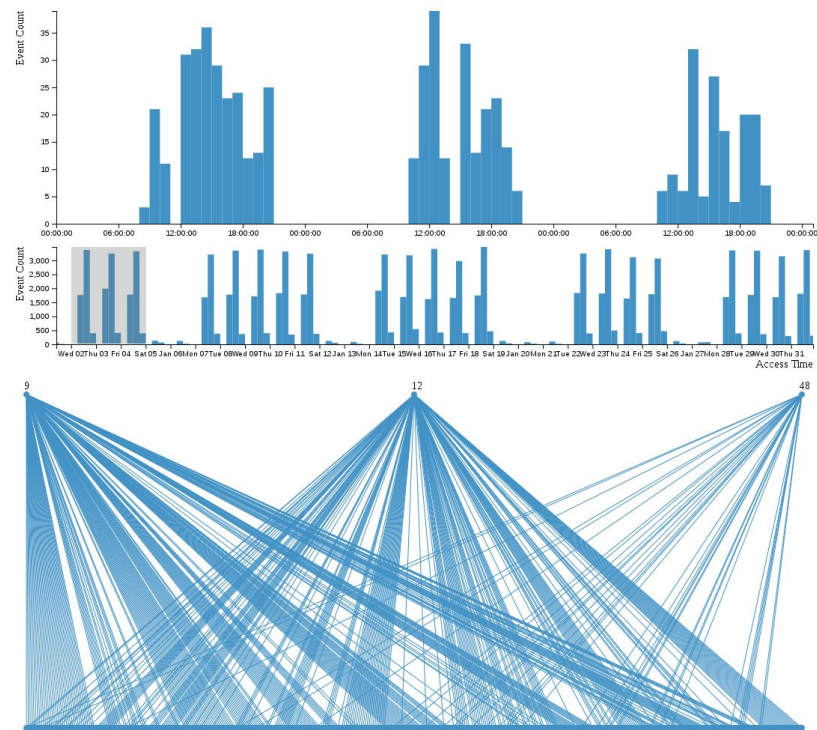 Event Count
35
30
25
20
15
10
5
0
00:00:00 06:00:00 12:00:00 18:00:00 00:00:00 06:00:00 12:00:00 18:00:00 00:00:00 06:00:00 12:00:00 18:00:00 00:00:00
Event Count
3,000
2,500
2,000
1,500
1,000
500
0
Wed 02 Thu 03 Fri 04 Sat 05 Jan 06 Mon 07 Tue 08 Wed 09 Thu 10 Fri 11 Sat 12 Jan 13 Mon 14 Tue 15 Wed 16 Thu 17 Fri 18 Sat 19 Jan 20 Mon 21 Tue 22 Wed 23 Thu 24 Fri 25 Sat 26 Jan 27 Mon 28 Tue 29 Wed 30 Thu 31
Access Time
9 12 48